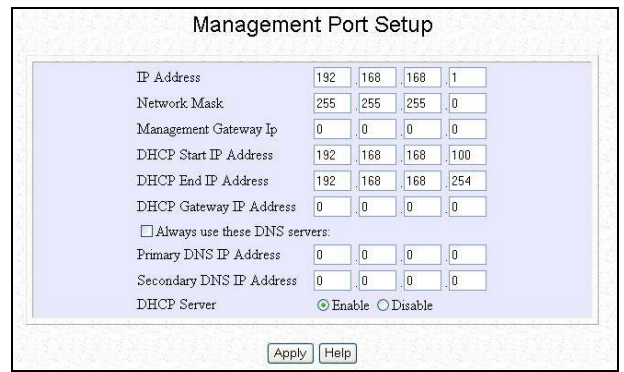 Management Port Setup
IP Address 192 .168 .168 .1
Network Mask 255 .255 .255 .0
Management Gateway Ip 0 .0 .0 .0
DHCP Start IP Address 192 .168 .168 .100
DHCP End IP Address 192 .168 .168 .254
DHCP Gateway IP Address 0 .0 .0 .0
Always use these DNS servers:
Primary DNS IP Address 0 .0 .0 .0
Secondary DNS IP Address 0 .0 .0 .0
DHCP Server Enable Disable
Apply Help